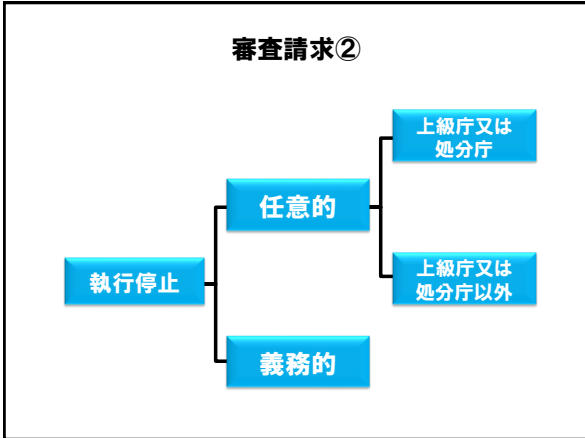 審査請求②
上級庁又は
処分庁
任意的
執行停止
上級庁又は
処分庁以外
義務的